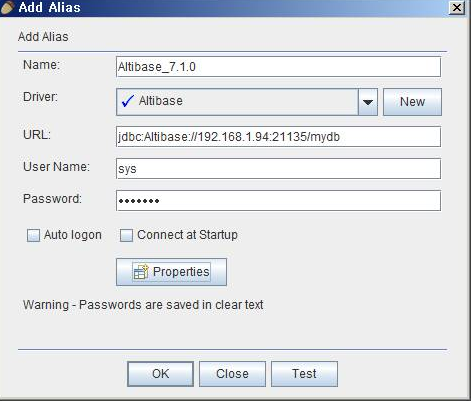 Add Alias
Add Alias
Name: Altibase_7.1.0
Driver: Altibase New
URL: jdbc:Altibase://192.168.1.94:21135/mydb
User Name: sys
Password: •••••••
Auto logon Connect at Startup
Properties
Warning - Passwords are saved in clear text
OK Close Test